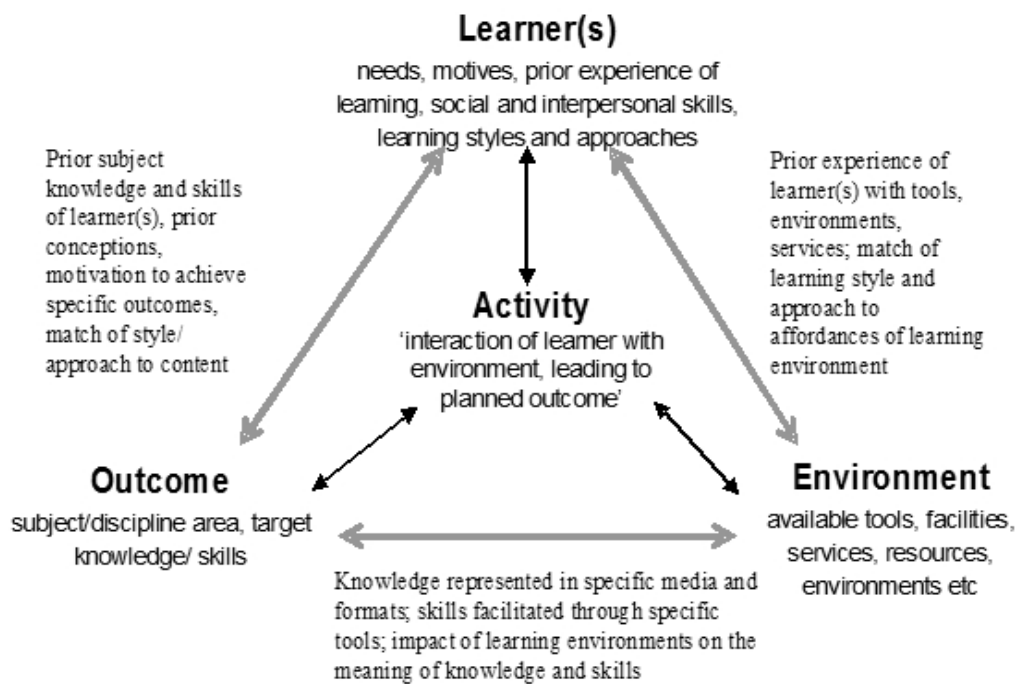 Learner(s)
needs, motives, prior experience of
learning, social and interpersonal skills,
learning styles and approaches
Prior subject
knowledge and skills
of learner(s), prior
conceptions,
motivation to achieve
specific outcomes,
match of style/
approach to content
Prior experience of
learner(s) with tools,
environments,
services; match of
learning style and
approach to
affordances of learning
environment
Activity
‘interaction of learner with
environment, leading to
planned outcome’
Outcome
subject/discipline area, target
knowledge/ skills
Environment
available tools, facilities,
services, resources,
environments etc
Knowledge represented in specific media and
formats; skills facilitated through specific
tools; impact of learning environments on the
meaning of knowledge and skills